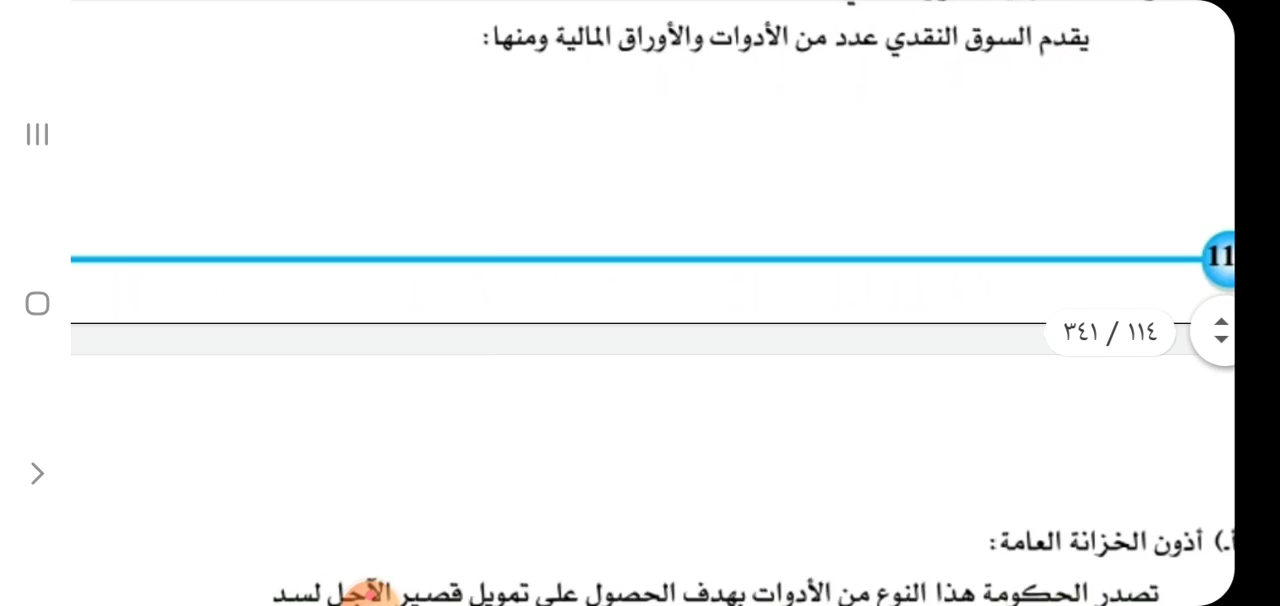 يقدم السوق النقدي عدد من الأدوات والأوراق المالية ومنها:
11
١١٤ / ٣٤١
أ.) أذون الخزانة العامة:
تصدر الحكومة هذا النوع من الأدوات بهدف الحصول على تمويل قصير الآجل لسد